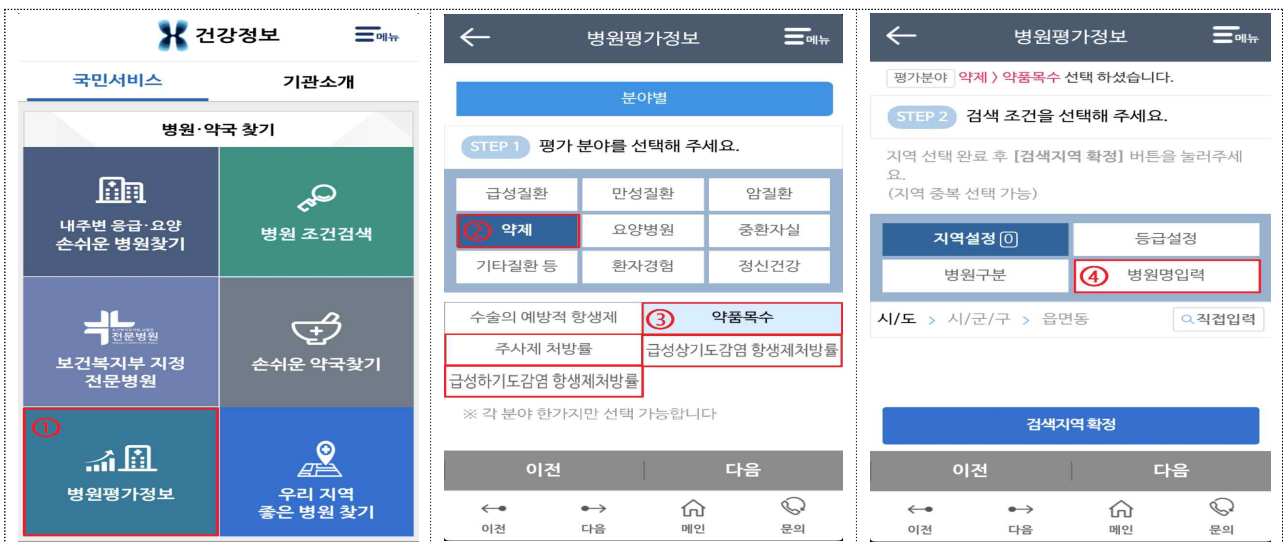 건강정보
메뉴
국민서비스
기관소개
병원·약국 찾기
내주변 응급·요양
손쉬운 병원찾기
병원 조건검색
전문병원
보건복지부 지정
전문병원
손쉬운 약국찾기
①
병원평가정보
우리 지역
좋은 병원 찾기
병원평가정보
메뉴
분야별
STEP 1 평가 분야를 선택해 주세요.
급성질환 만성질환 암질환
② 약제 요양병원 중환자실
기타질환 등 환자경험 정신건강
수술의 예방적 항생제 ③ 약품목수
주사제 처방률 급성상기도감염 항생제처방률
급성하기도감염 항생제처방률
※ 각 분야 한가지만 선택 가능합니다
이전 다음
이전 다음 메인 문의
병원평가정보
메뉴
평가분야 약제 〉 약품목수 선택 하셨습니다.
STEP 2 검색 조건을 선택해 주세요.
지역 선택 완료 후 [검색지역 확정] 버튼을 눌러주세
요.
(지역 중복 선택 가능)
지역설정 0 등급설정
병원구분 ④ 병원명입력
시/도 > 시/군/구 > 읍면동 직접입력
검색지역 확정
이전 다음
이전 다음 메인 문의